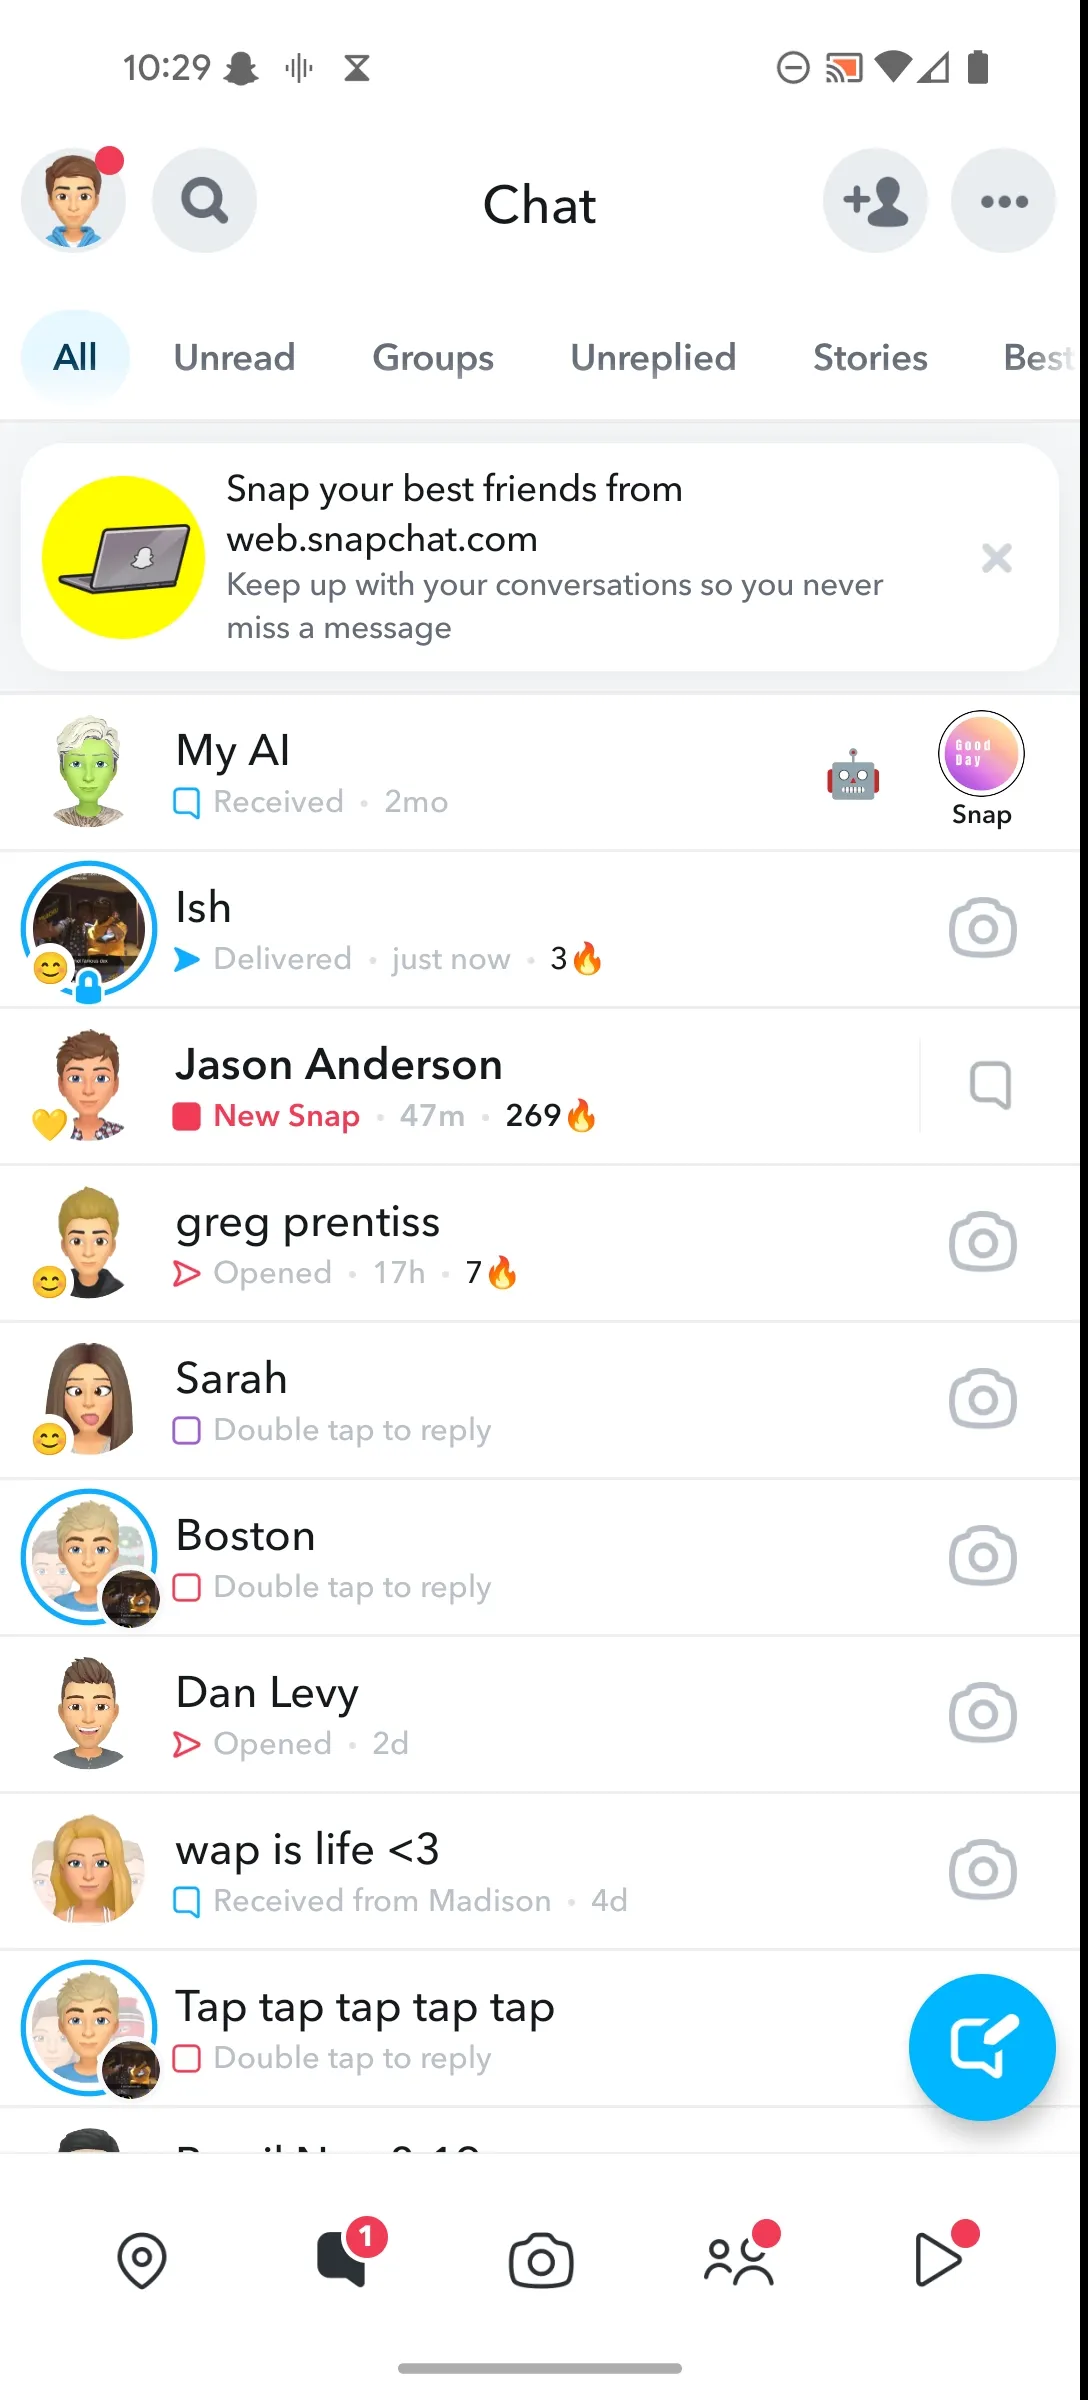 10:29
Chat
All Unread Groups Unreplied Stories Best
Snap your best friends from
web.snapchat.com
Keep up with your conversations so you never
miss a message
My AI
Received · 2mo
Good
Day
Snap
Ish
Delivered · just now · 3🔥
Jason Anderson
New Snap · 47m · 269🔥
greg prentiss
Opened · 17h · 7🔥
Sarah
Double tap to reply
Boston
Double tap to reply
Dan Levy
Opened · 2d
wap is life <3
Received from Madison · 4d
Tap tap tap tap tap
Double tap to reply
1